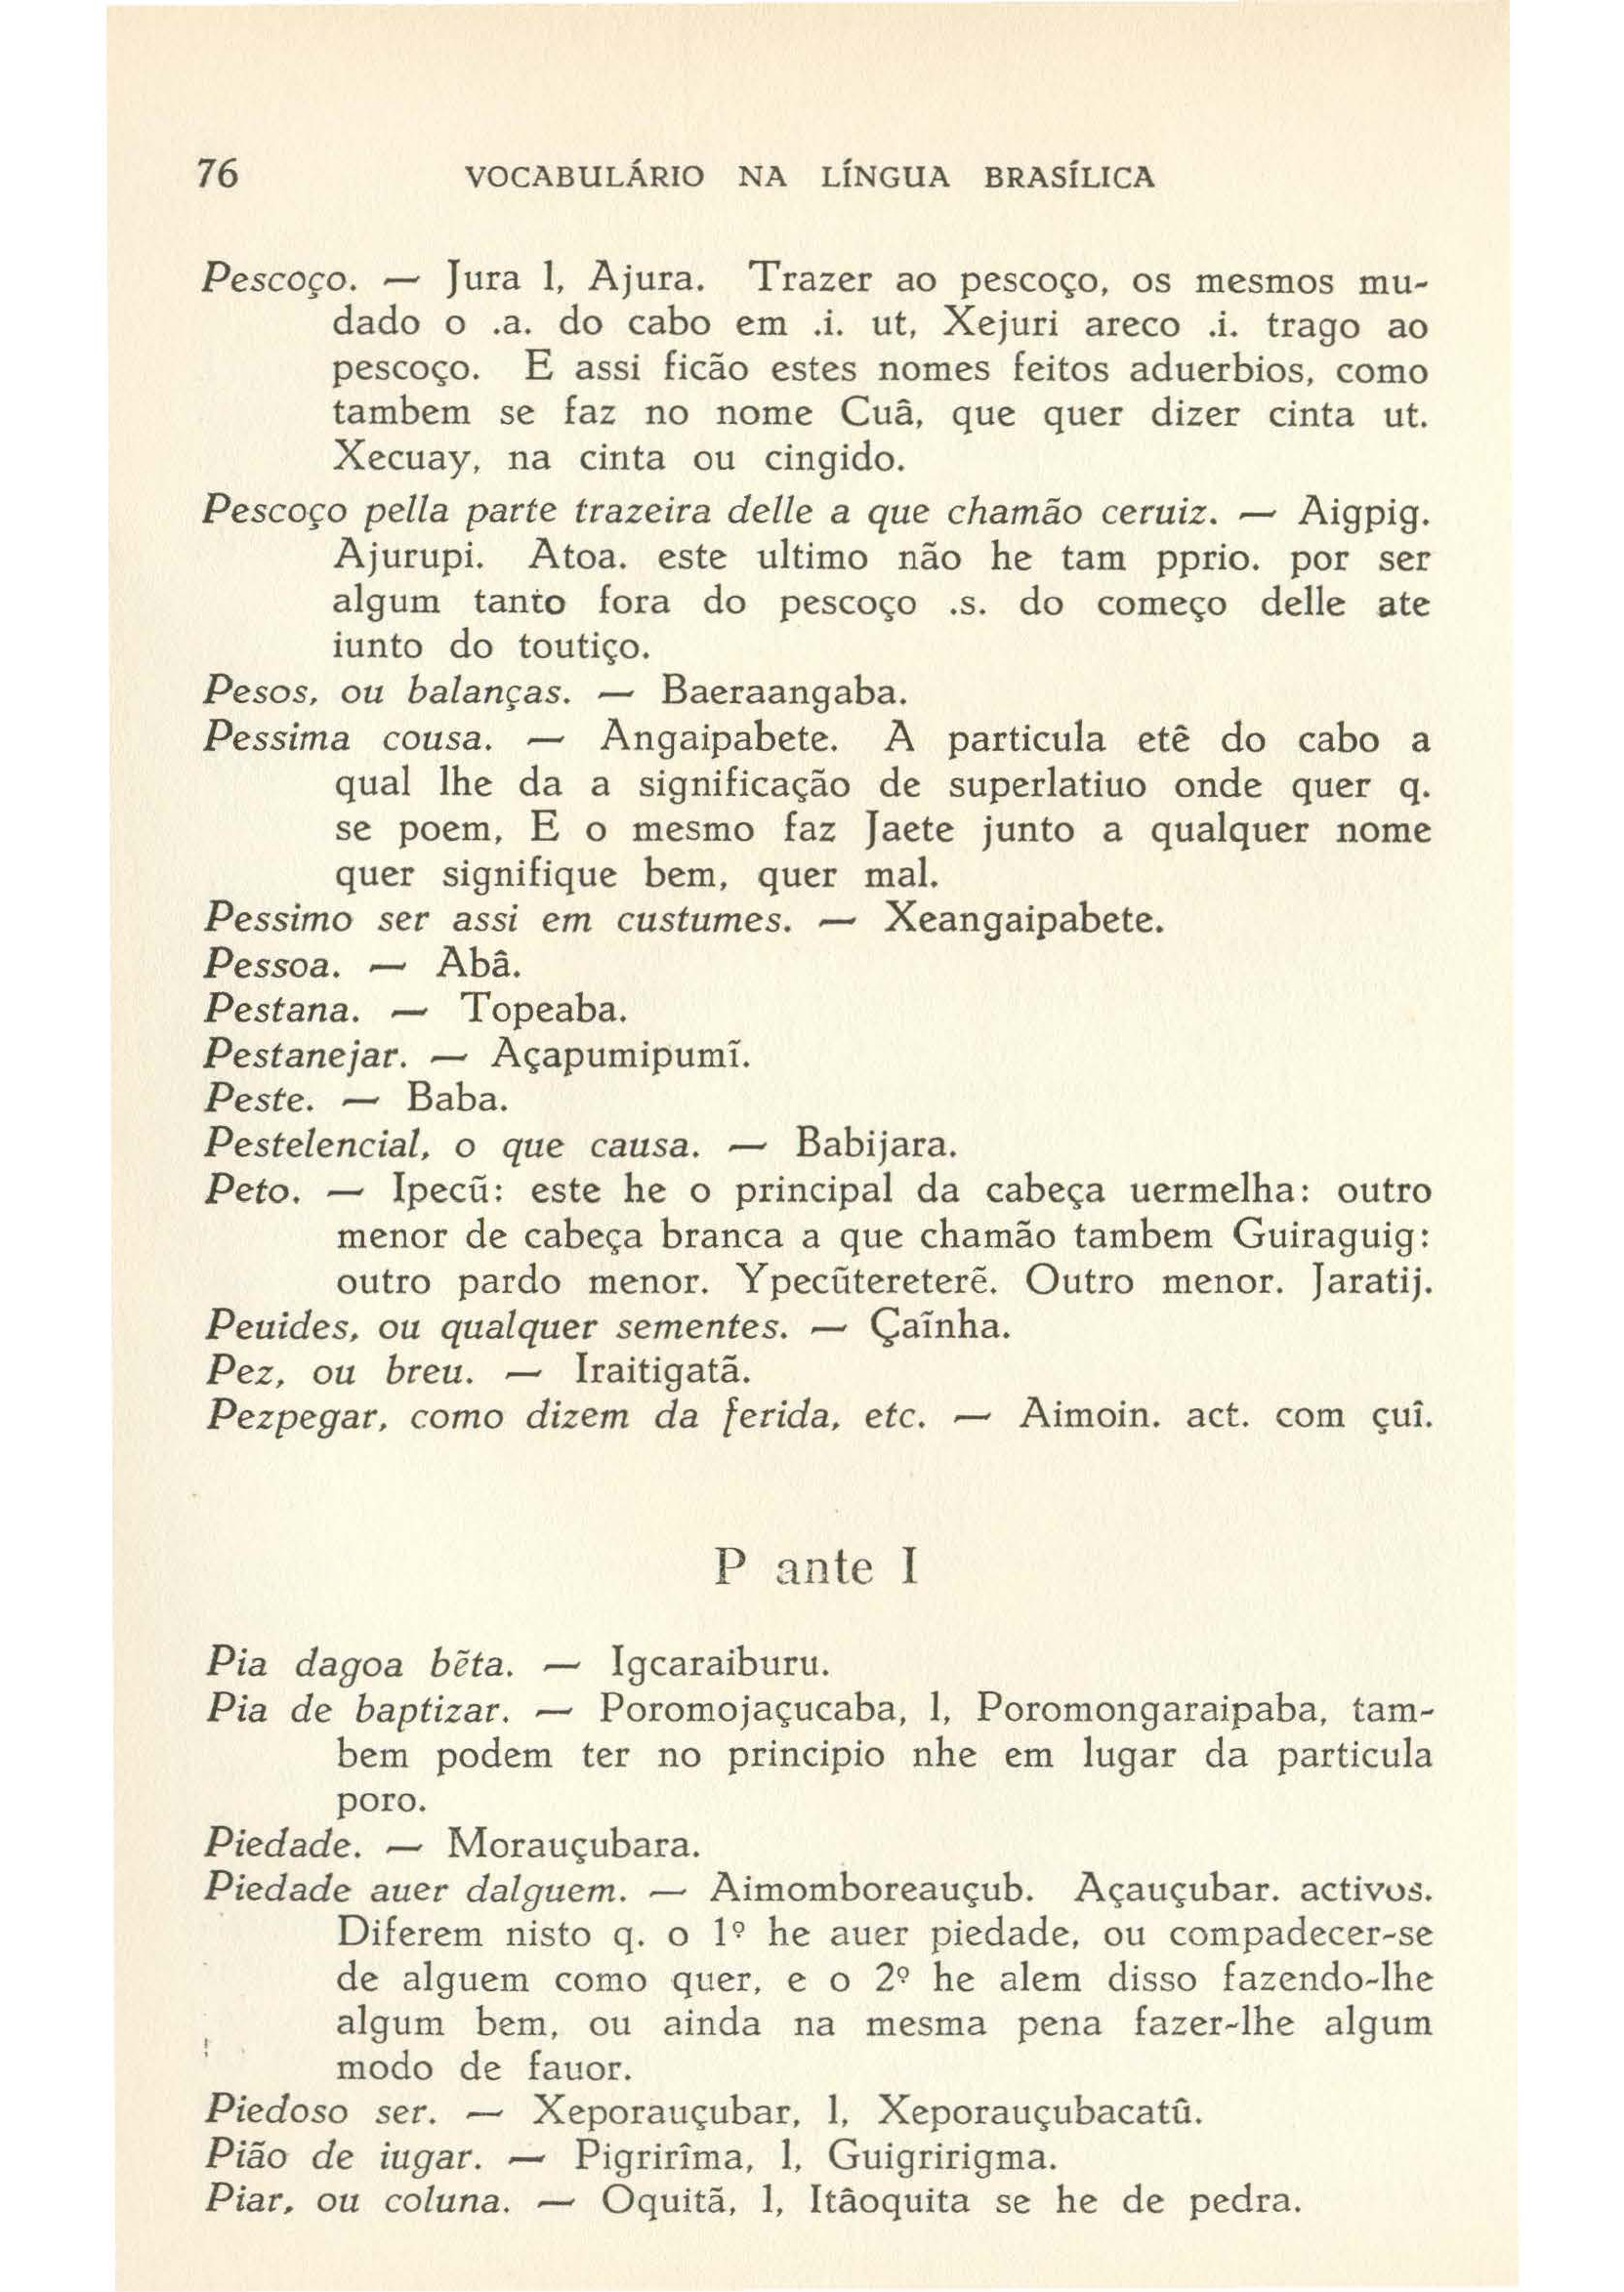 76 VOCABULÁRIO NA LÍNGUA BRASÍLICA
Pescoço. — Jura l, Ajura. Trazer ao pescoço, os mesmos mu-
dado o .a. do cabo em .i. ut, Xejuri areco .i. trago ao
pescoço. E assi ficão estes nomes feitos aduerbios, como
tambem se faz no nome Cuâ, que quer dizer cinta ut.
Xecuay, na cinta ou cingido.
Pescoço pella parte trazeira delle a que chamão ceruiz. — Aigpig.
Ajurupi. Atoa. este ultimo não he tam pprio. por ser
algum tanto fora do pescoço .s. do começo delle ate
iunto do toutiço.
Pesos, ou balanças. — Baeraangaba.
Pessima cousa. — Angaipabete. A particula etê do cabo a
qual lhe da a significação de superlatiuo onde quer q.
se poem, E o mesmo faz Jaete junto a qualquer nome
quer signifique bem, quer mal.
Pessimo ser assi em custumes. — Xeangaipabete.
Pessoa. — Abâ.
Pestana. — Topeaba.
Pestanejar. — Açapumipumĩ.
Peste. — Baba.
Pestelencial, o que causa. — Babijara.
Peto. — Ipecũ: este he o principal da cabeça uermelha: outro
menor de cabeça branca a que chamão tambem Guiraguig:
outro pardo menor. Ypecũtereterẽ. Outro menor. Jaratij.
Peuides, ou qualquer sementes. — Çaĩnha.
Pez, ou breu. — Iraitigatã.
Pezpegar, como dizem da ferida, etc. — Aimoin. act. com çuî.
P ante I
Pia dagoa bẽta. — Igcaraiburu.
Pia de baptizar. — Poromojaçucaba, l, Poromongaraipaba, tam-
bem podem ter no principio nhe em lugar da particula
poro.
Piedade. — Morauçubara.
Piedade auer dalguem. — Aimomboreauçub. Açauçubar. activos.
Diferem nisto q. o 1º he auer piedade, ou compadecer-se
de alguem como quer, e o 2º he alem disso fazendo-lhe
algum bem, ou ainda na mesma pena fazer-lhe algum
modo de fauor.
Piedoso ser. — Xeporauçubar, l, Xeporauçubacatû.
Pião de iugar. — Pigrirîma, l, Guigririgma.
Piar, ou coluna. — Oquitã, l, Itâoquita se he de pedra.